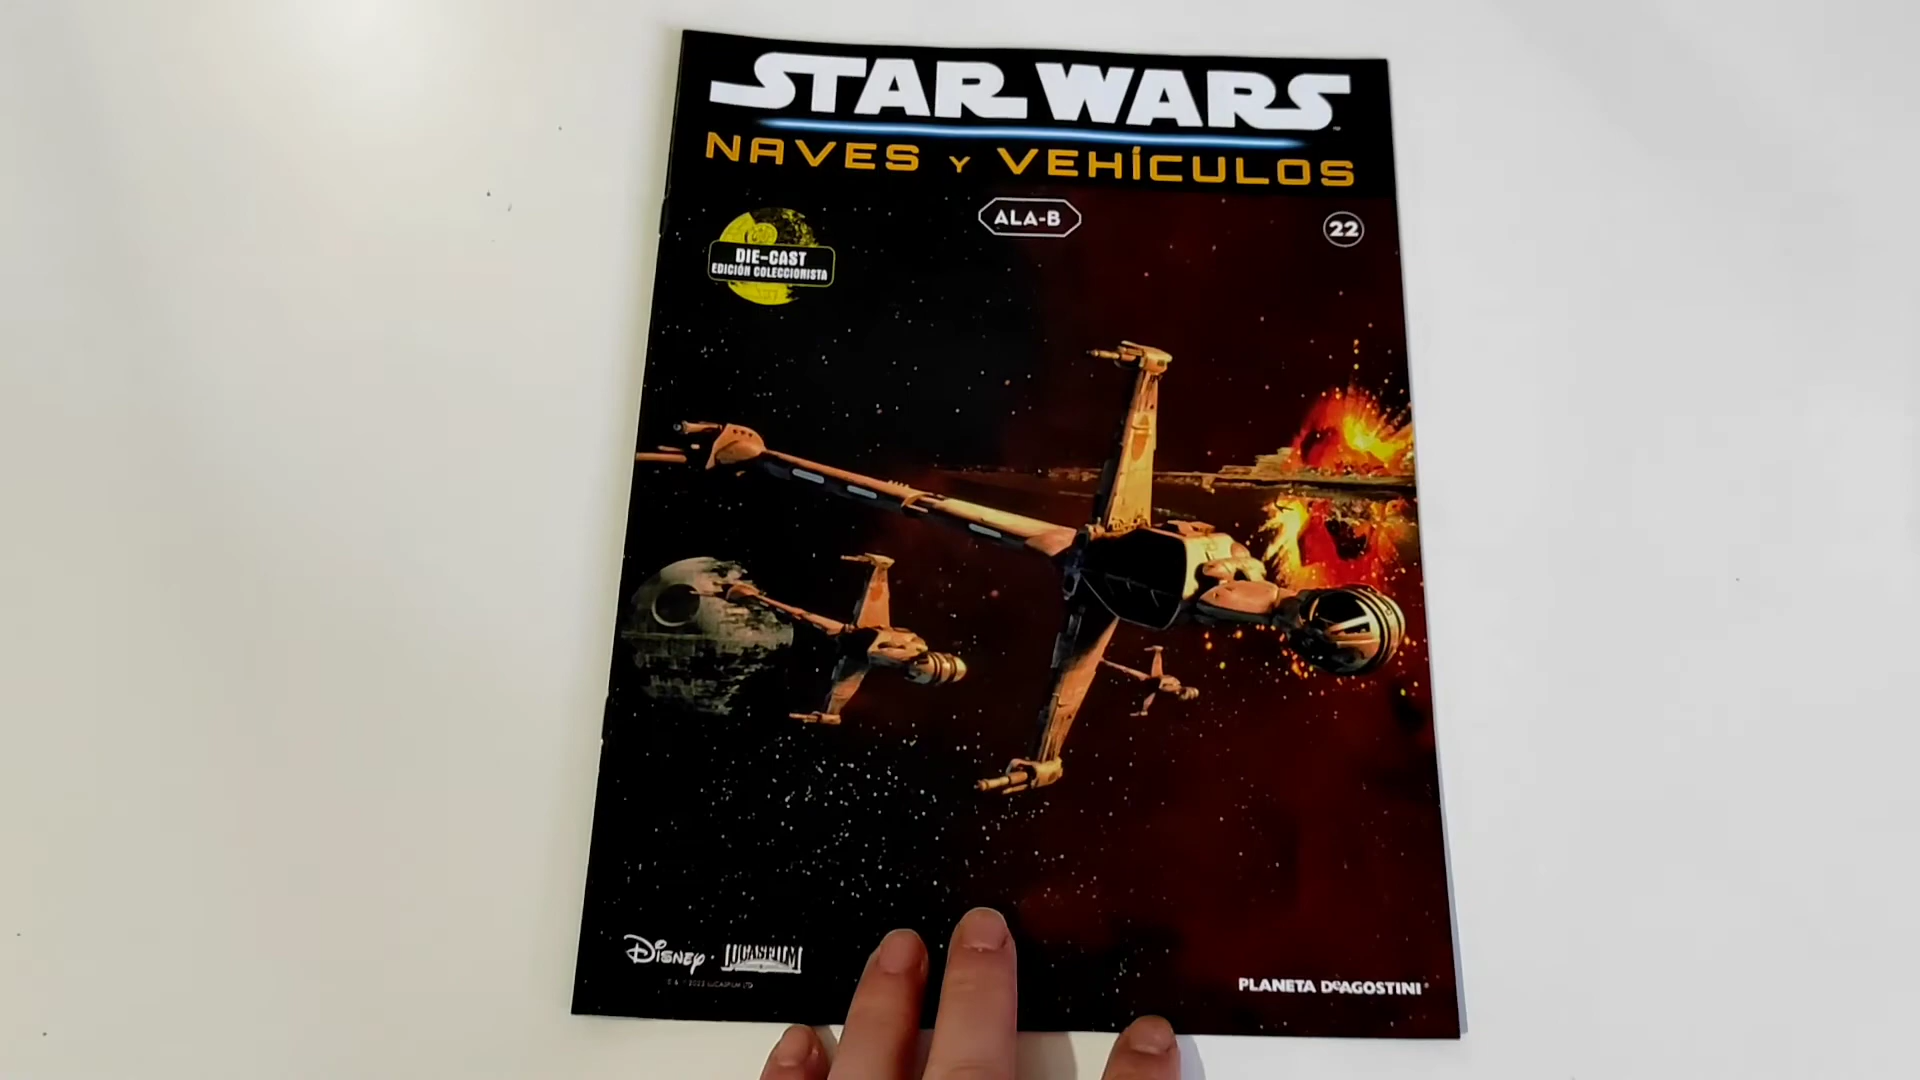 STAR WARS
NAVES Y VEHÍCULOS
ALA-B
22
DIE-CAST
EDICIÓN COLECCIONISTA
DISNEY · LUCASFILM
PLANETA DEAGOSTINI